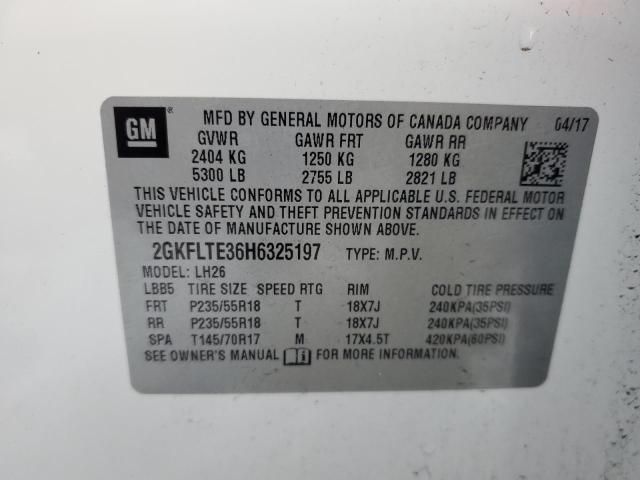 GM ® MFD BY GENERAL MOTORS OF CANADA COMPANY 04/17
GVWR GAWR FRT GAWR RR
2404 KG 1250 KG 1280 KG
5300 LB 2755 LB 2821 LB
THIS VEHICLE CONFORMS TO ALL APPLICABLE U.S. FEDERAL MOTOR
VEHICLE SAFETY AND THEFT PREVENTION STANDARDS IN EFFECT ON
THE DATE OF MANUFACTURE SHOWN ABOVE.
2GKFLTE36H6325197 TYPE: M.P.V.
MODEL: LH26
LBB5 TIRE SIZE SPEED RTG RIM COLD TIRE PRESSURE
FRT P235/55R18 T 18X7J 240KPA(35PSI)
RR P235/55R18 T 18X7J 240KPA(35PSI)
SPA T145/70R17 M 17X4.5T 420KPA(60PSI)
SEE OWNER'S MANUAL FOR MORE INFORMATION.